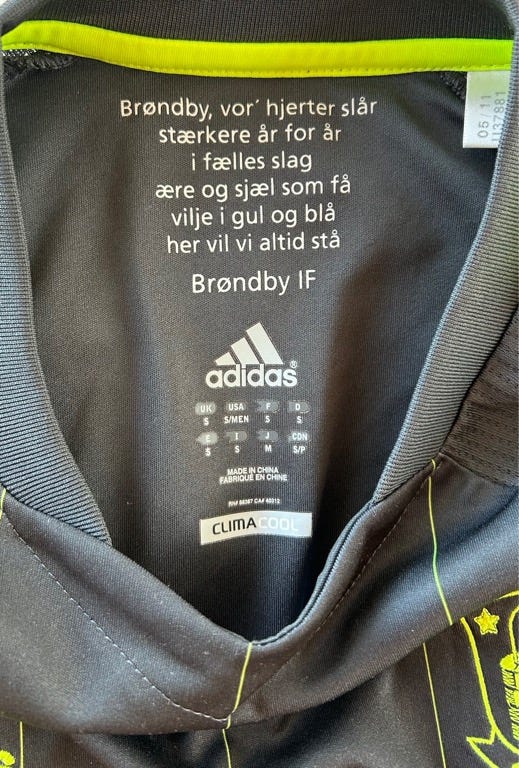 Brøndby, vor' hjerter slår
stærkere år for år
i fælles slag
ære og sjæl som få
vilje i gul og blå
her vil vi altid stå
Brøndby IF
adidas®
UK USA F D
S S/MEN S S
E I J CDN
S S M S/P
MADE IN CHINA
FABRIQUÉ EN CHINE
CLIMACOOL
05/11